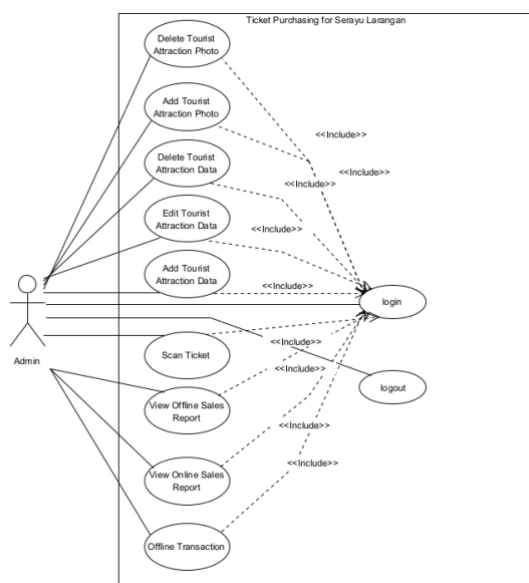 Ticket Purchasing for Serayu Larangan
Delete Tourist
Attraction Photo
Add Tourist
Attraction Photo
<<Include>>
Delete Tourist
Attraction Data
<<Include>>
<<Include>>
Edit Tourist
Attraction Data
<<Include>>
Add Tourist
Attraction Data
<<Include>>
login
Admin
Scan Ticket
<<Include>>
logout
View Offline Sales
Report
<<Include>>
View Online Sales
Report
<<Include>>
Offline Transaction